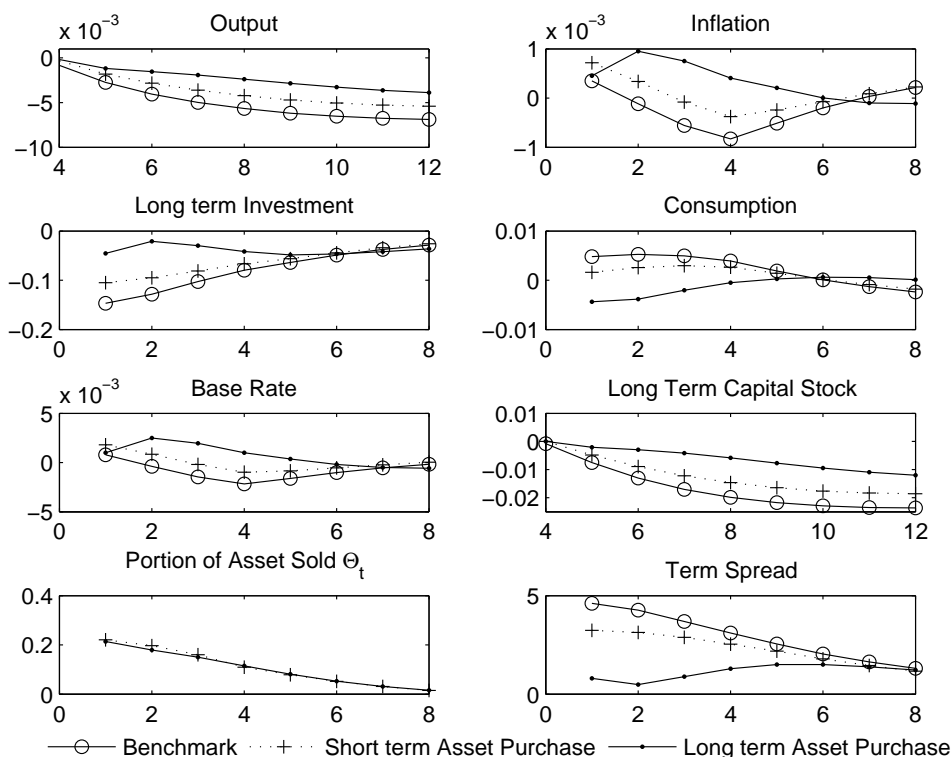 Output
Inflation
x 10⁻³
0
−5
−10
4 6 8 10 12
x 10⁻³
1
0
−1
0 2 4 6 8
Long term Investment
Consumption
0
−0.1
−0.2
0 2 4 6 8
0.01
0
−0.01
0 2 4 6 8
Base Rate
Long Term Capital Stock
x 10⁻³
5
0
−5
0 2 4 6 8
0.01
0
−0.01
−0.02
4 6 8 10 12
Portion of Asset Sold Θt
Term Spread
0.4
0.2
0
0 2 4 6 8
5
0
0 2 4 6 8
Benchmark Short term Asset Purchase Long term Asset Purchase